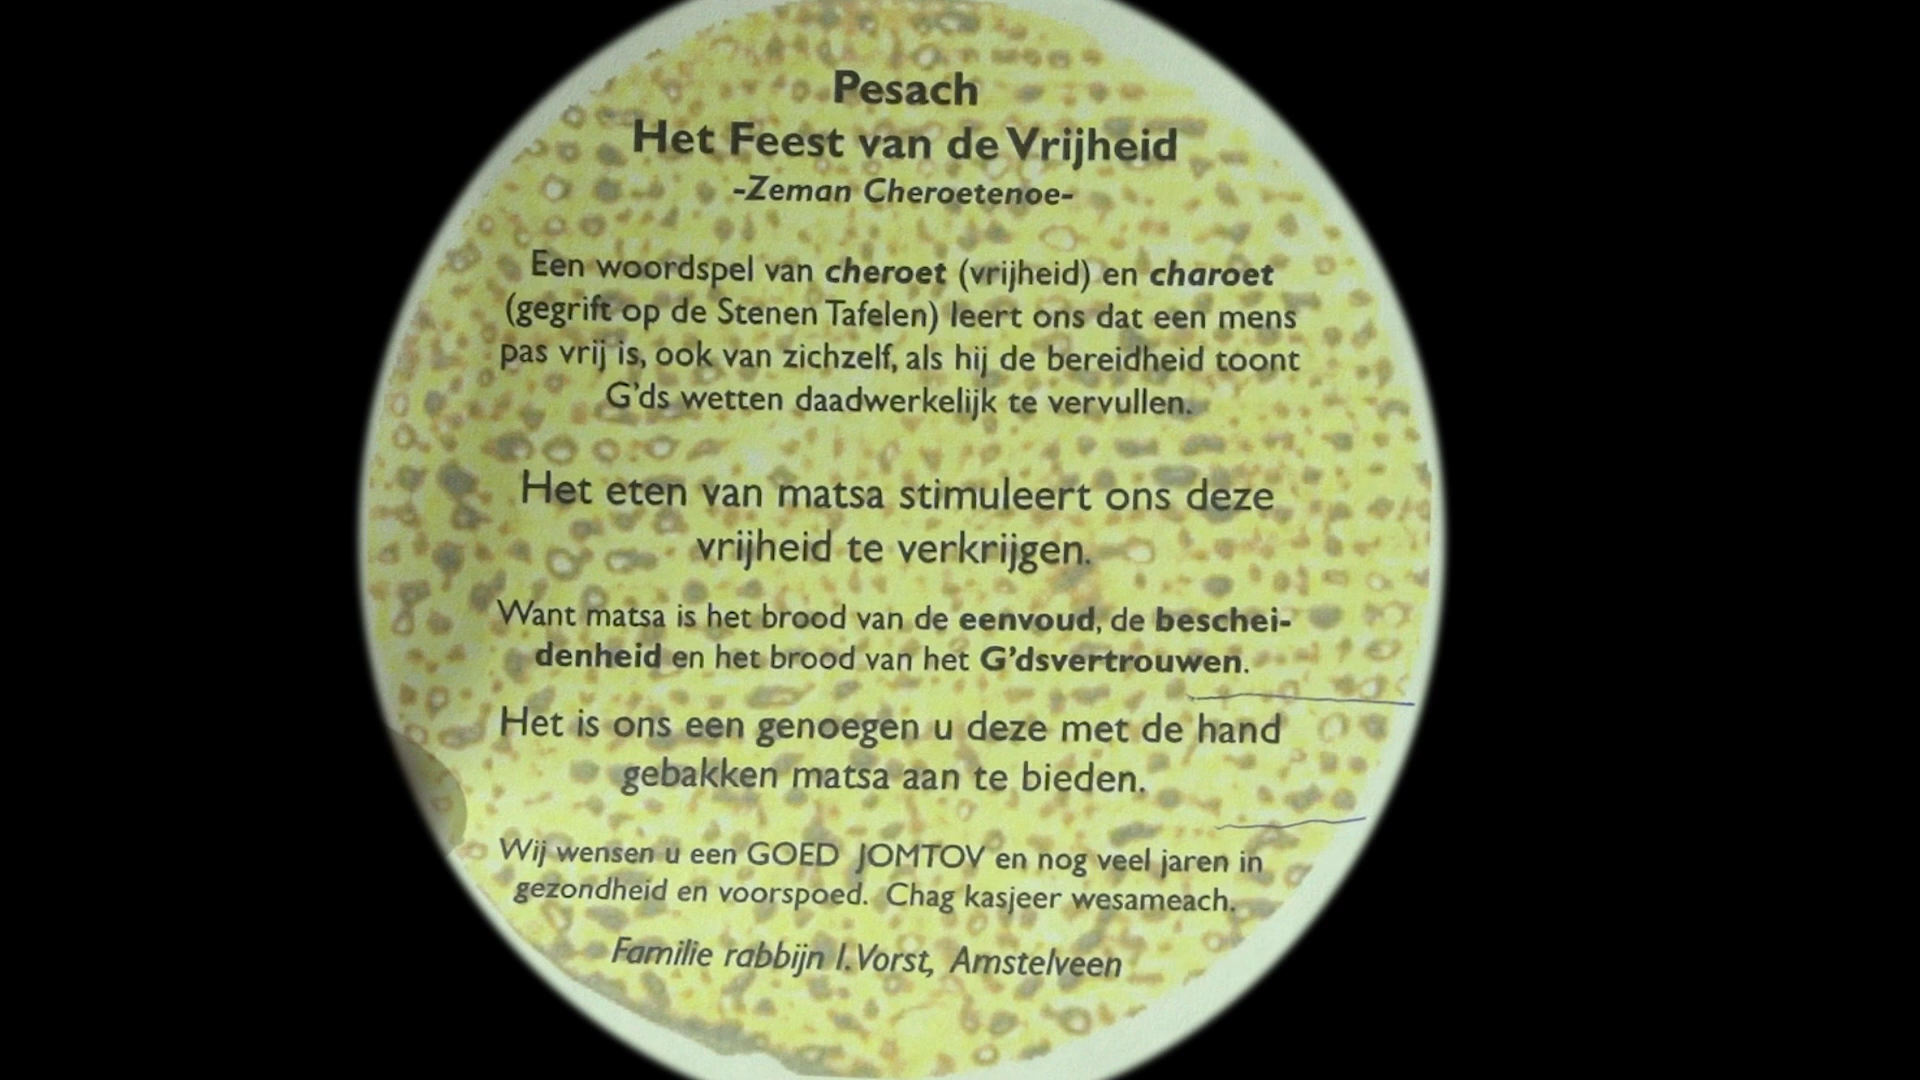 Pesach
Het Feest van de Vrijheid
-Zeman Cheroetenoe-
Een woordspel van cheroet (vrijheid) en charoet
(gegrift op de Stenen Tafelen) leert ons dat een mens
pas vrij is, ook van zichzelf, als hij de bereidheid toont
G'ds wetten daadwerkelijk te vervullen.
Het eten van matsa stimuleert ons deze
vrijheid te verkrijgen.
Want matsa is het brood van de eenvoud, de beschei-
denheid en het brood van het G'dsvertrouwen.
Het is ons een genoegen u deze met de hand
gebakken matsa aan te bieden.
Wij wensen u een GOED JOMTOV en nog veel jaren in
gezondheid en voorspoed. Chag kasjeer wesameach.
Familie rabbijn I. Vorst, Amstelveen